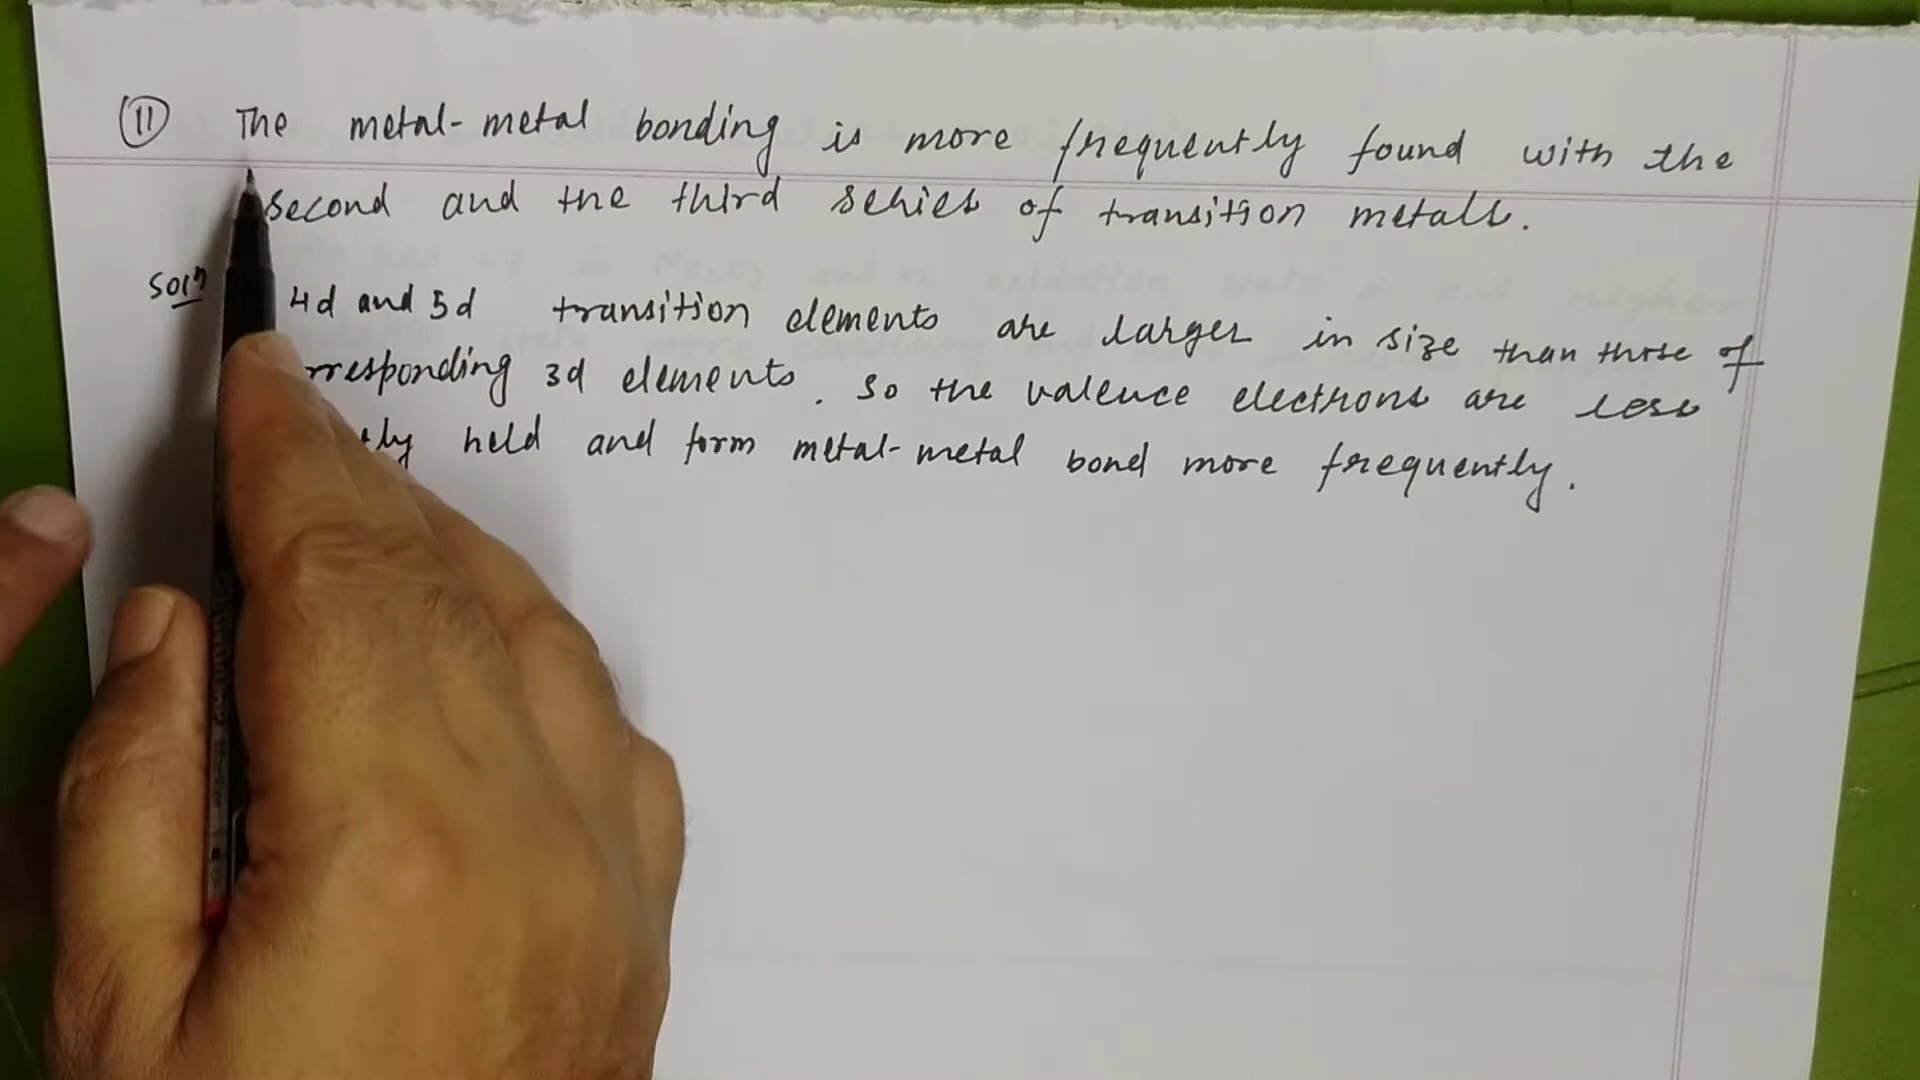 11 The metal-metal bonding is more frequently found with the
second and the third series of transition metals.
Soln 4d and 5d transition elements are larger in size than those of
rresponding 3d elements. So the valence electrons are less
tly held and form metal-metal bond more frequently.